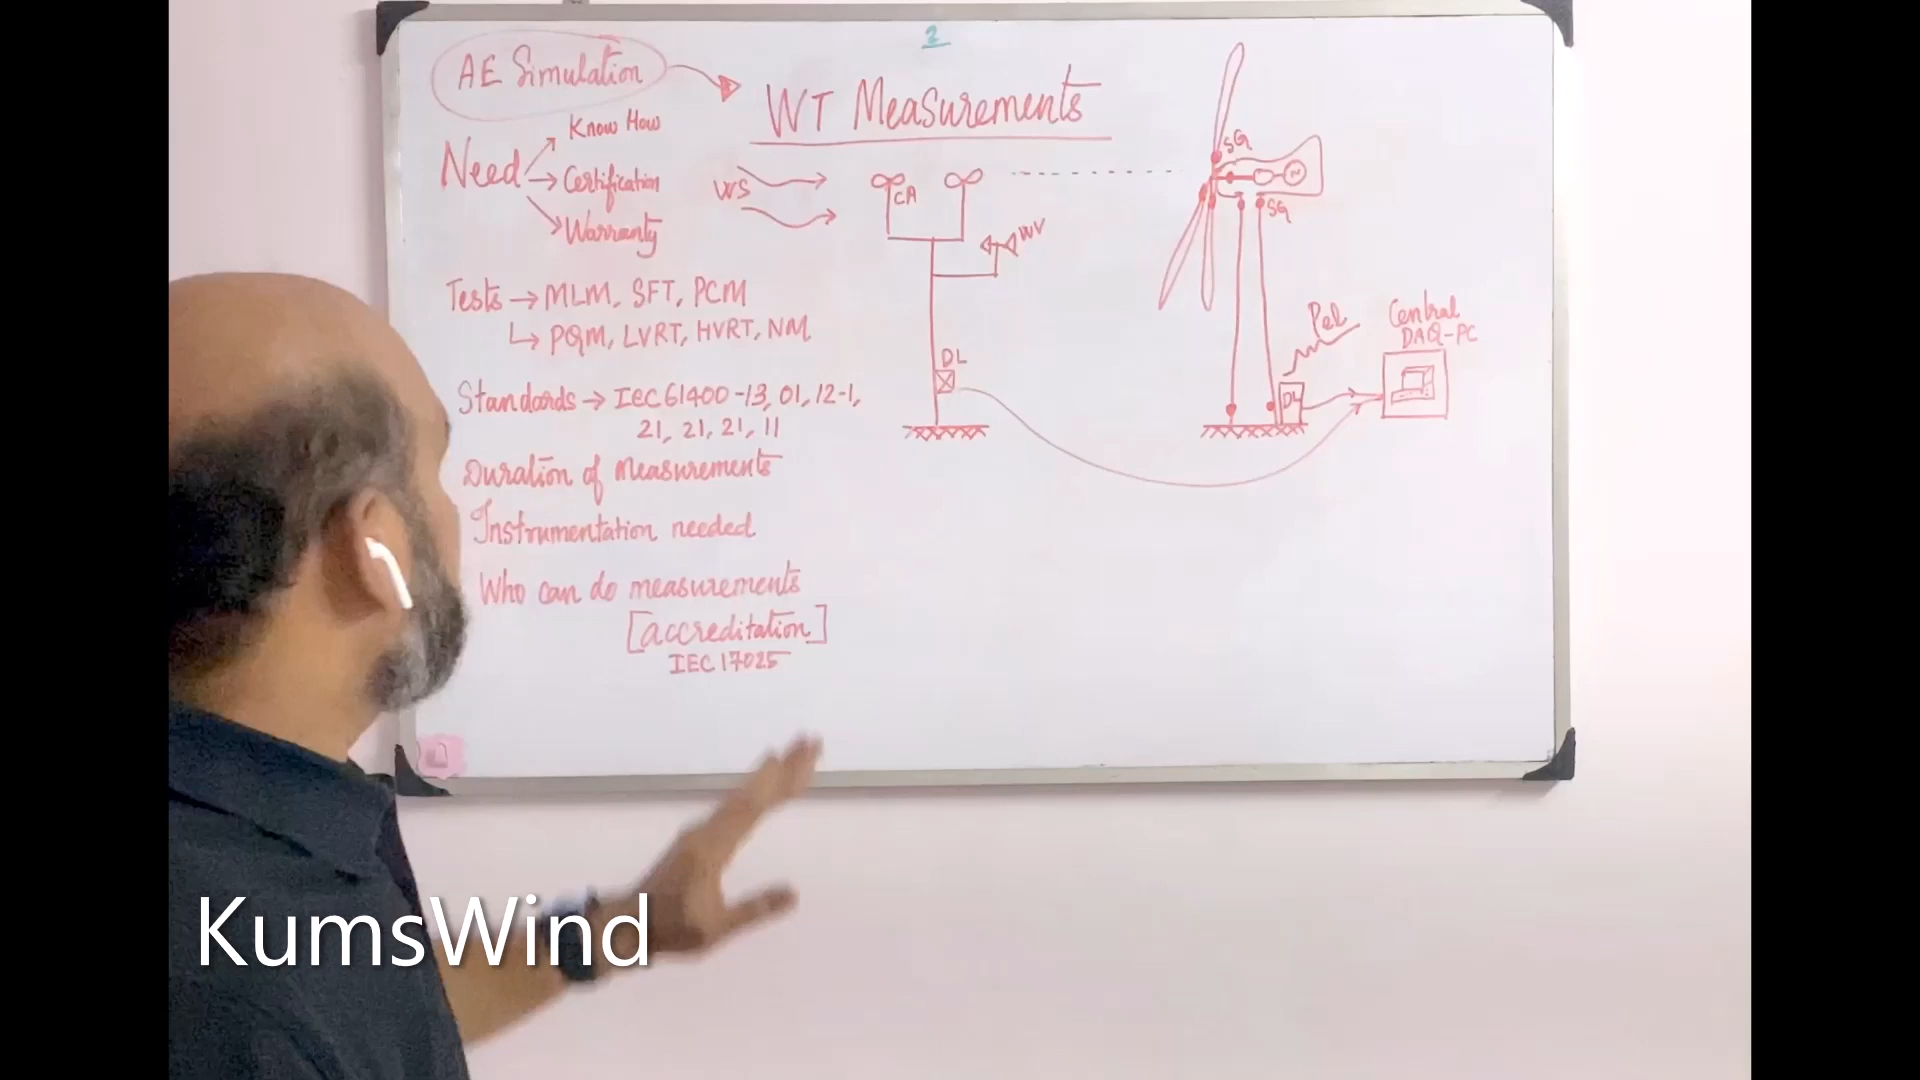 2
AE Simulation
WT Measurements
Need
Know How
Certification
Warranty
WS
CA
WV
DL
SG
SG
Tests → MLM, SFT, PCM
↳ PQM, LVRT, HVRT, NM
Standards → IEC 61400-13, 01, 12-1,
21, 21, 21, 11
Duration of measurements
Instrumentation needed
Who can do measurements
[accreditation]
IEC 17025
DL
Central
DAQ-PC
KumsWind